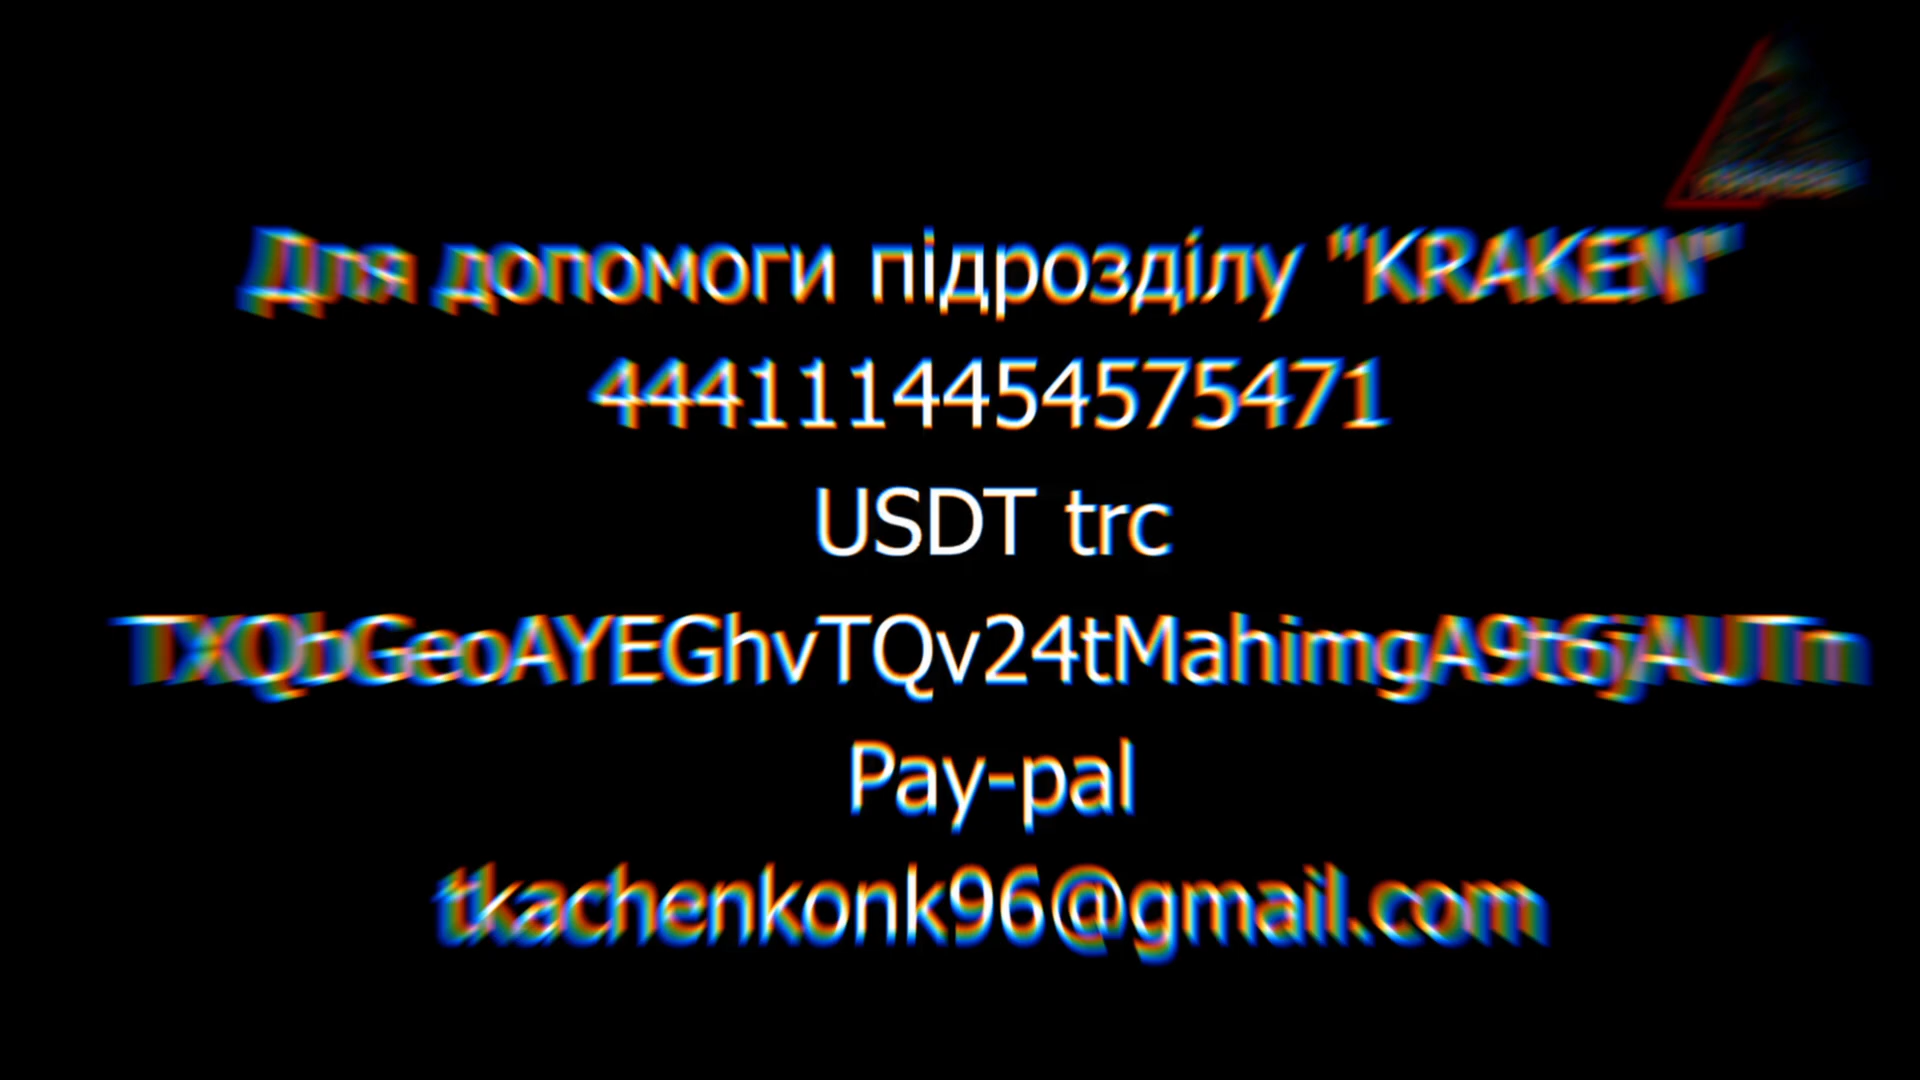 Для допомоги підрозділу "KRAKEN"
4441114454575471
USDT trc
TXQbGeoAYEGhvTQv24tMahimgA9t6jAUTm
Pay-pal
tkachenkonk96@gmail.com